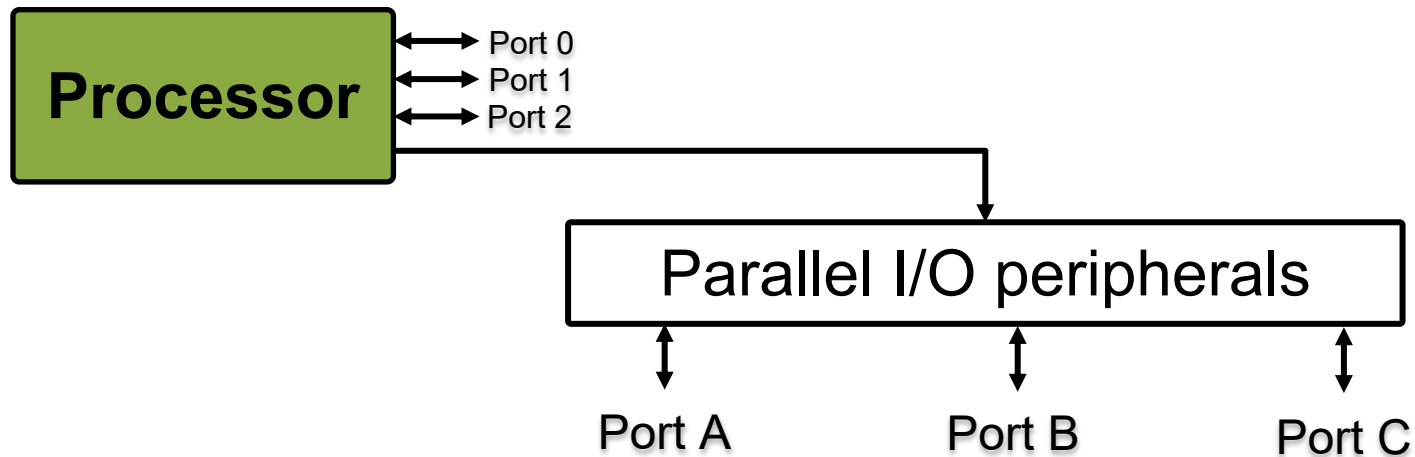 Processor
Port 0
Port 1
Port 2
Parallel I/O peripherals
Port A
Port B
Port C